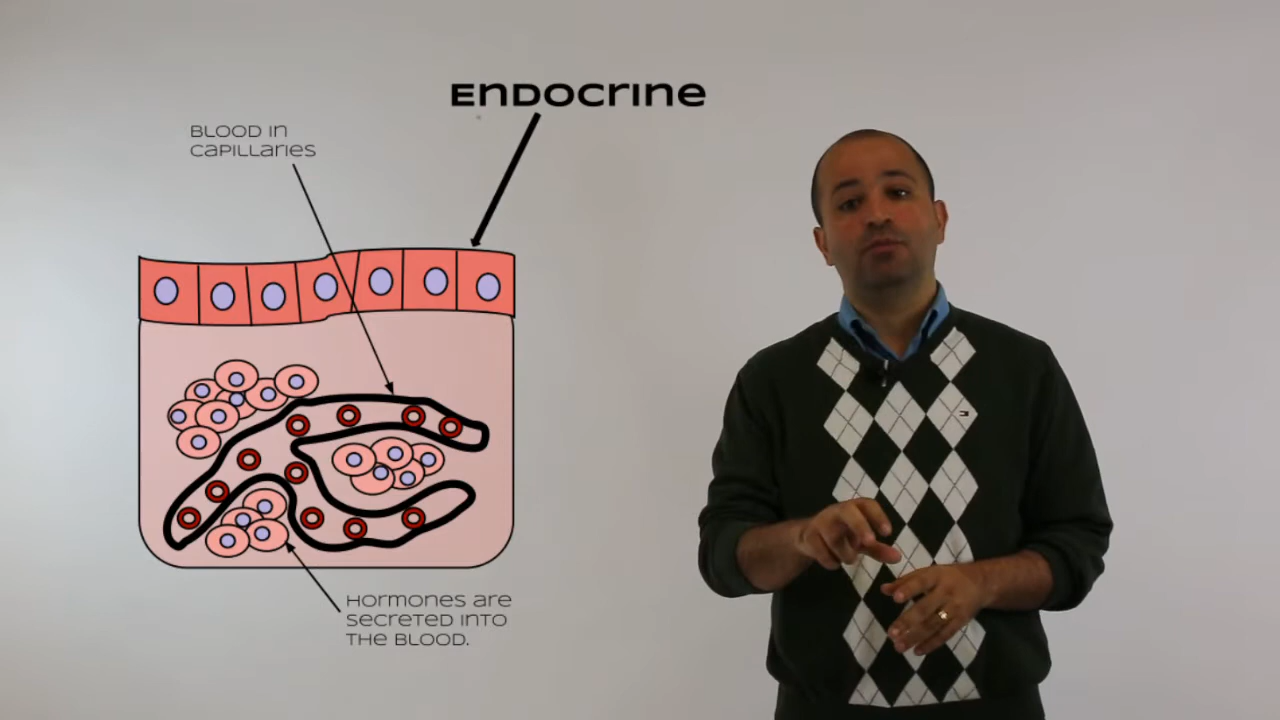 Endocrine
Blood in
capillaries
Hormones are
secreted into
the blood.